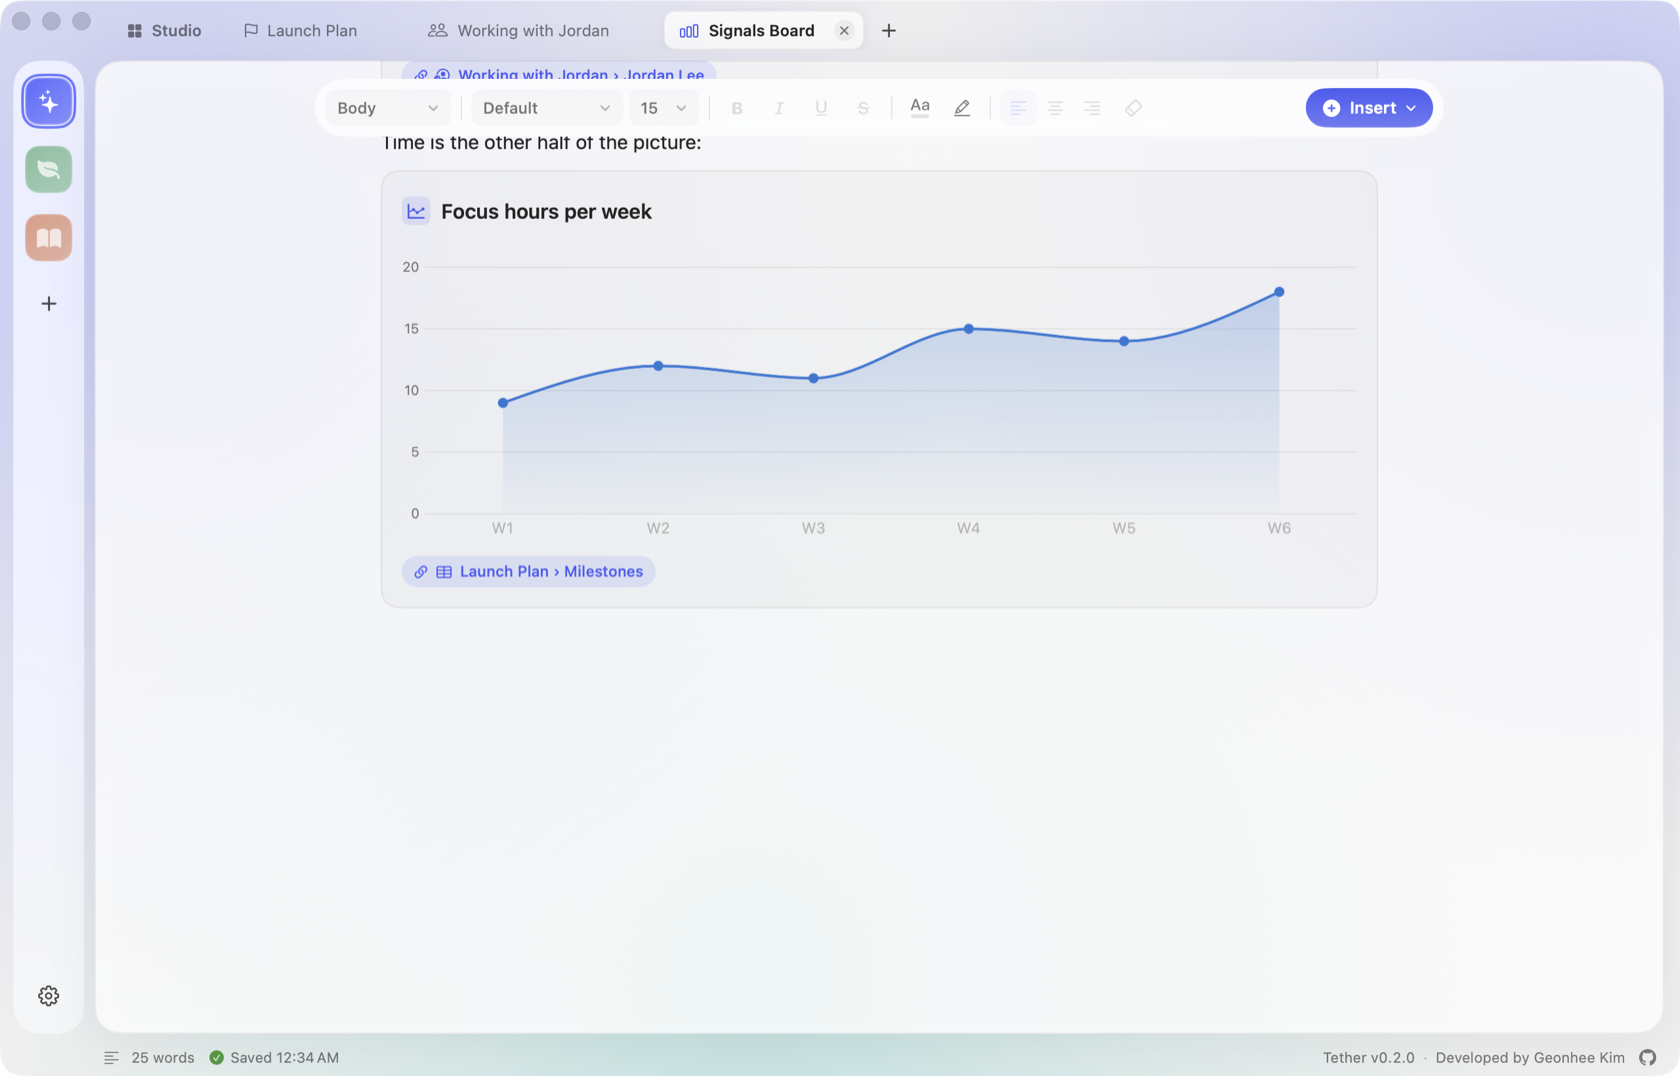 Studio
Launch Plan
Working with Jordan
Signals Board
Working with Jordan › Jordan Lee
Body
Default
15
B
I
U
S
Aa
Insert
Time is the other half of the picture:
Focus hours per week
20
15
10
5
0
W1
W2
W3
W4
W5
W6
Launch Plan › Milestones
25 words
Saved 12:34 AM
Tether v0.2.0 · Developed by Geonhee Kim